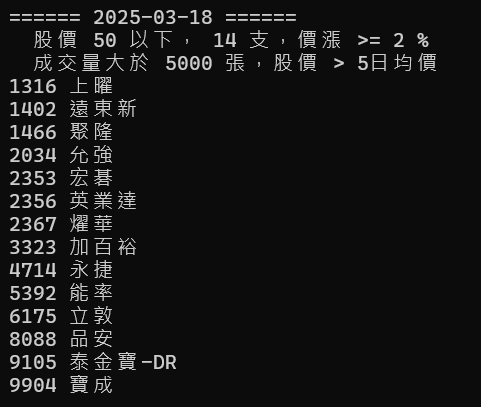 ====== 2025-03-18 ======
股價 50 以下, 14 支,價漲 >= 2 %
成交量大於 5000 張,股價 > 5日均價
1316 上曜
1402 遠東新
1466 聚隆
2034 允強
2353 宏碁
2356 英業達
2367 燿華
3323 加百裕
4714 永捷
5392 能率
6175 立敦
8088 品安
9105 泰金寶-DR
9904 寶成